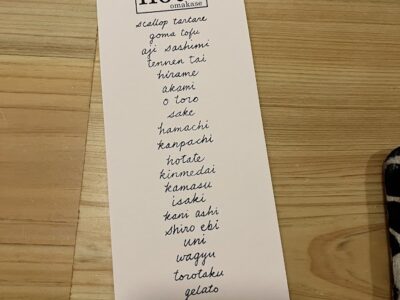 omakase
scallop tartare
goma tofu
aji sashimi
tennen tai
hirame
akami
o toro
sake
hamachi
kanpachi
hotate
kinmedai
kamasu
isaki
kani ashi
shiro ebi
uni
wagyu
torotaku
gelato